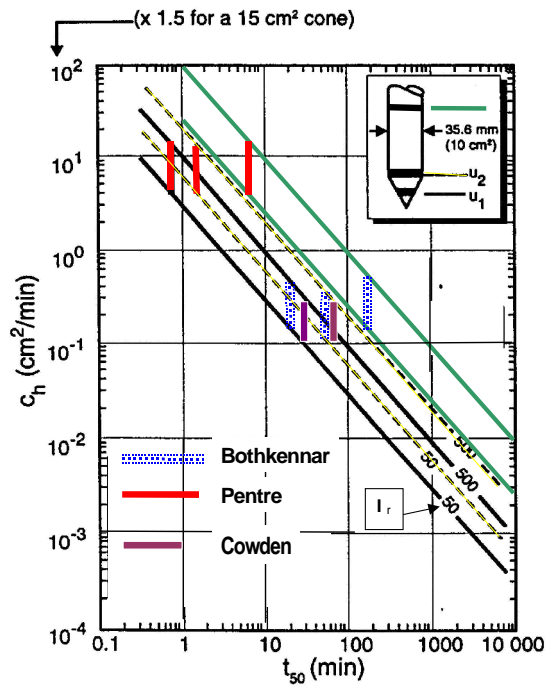 (x 1.5 for a 15 cm² cone)
10²
10¹
10⁰
10⁻¹
10⁻²
10⁻³
10⁻⁴
cₕ (cm²/min)
35.6 mm
(10 cm²)
u₂
u₁
500
50
500
50
I r
Bothkennar
Pentre
Cowden
0.1
1
10
100
1000
10 000
t₅₀ (min)